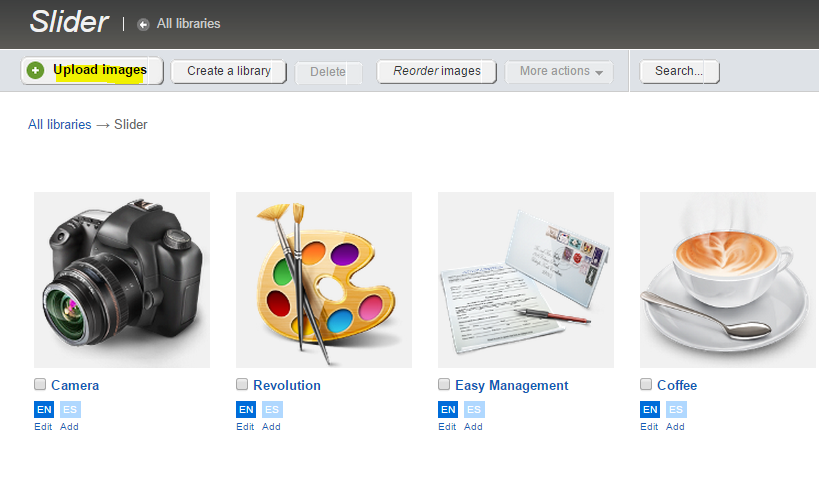 Slider | All libraries
Upload images Create a library Delete Reorder images More actions Search...
All libraries → Slider
Camera Revolution Easy Management Coffee
EN ES EN ES EN ES EN ES
Edit Add Edit Add Edit Add Edit Add